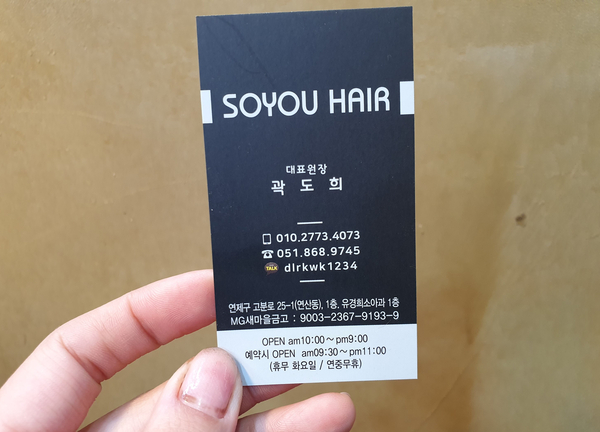 SOYOU HAIR
대표원장
곽 도 희
010.2773.4073
051.868.9745
TALK dlrkwk1234
연제구 고분로 25-1(연산동), 1층, 유경희소아과 1층
MG새마을금고 : 9003-2367-9193-9
OPEN am10:00~pm9:00
예약시 OPEN am09:30~pm11:00
(휴무 화요일 / 연중무휴)